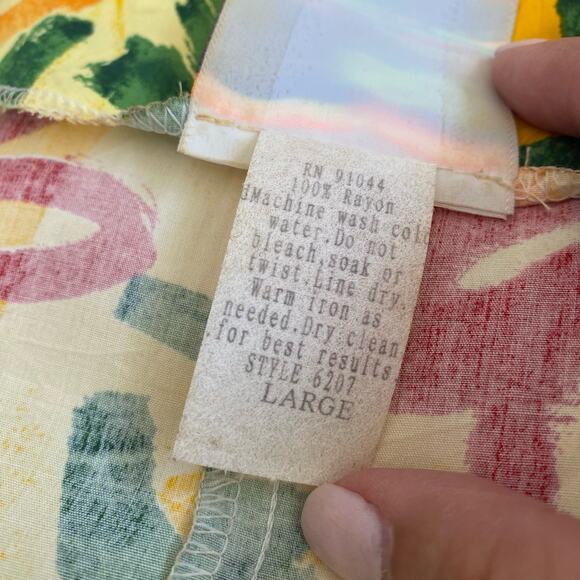 RN 91044
100% Rayon
Machine wash cold
water.Do not
bleach,soak or
twist.Line dry.
Warm iron as
needed.Dry clean
for best results.
STYLE 6207
LARGE